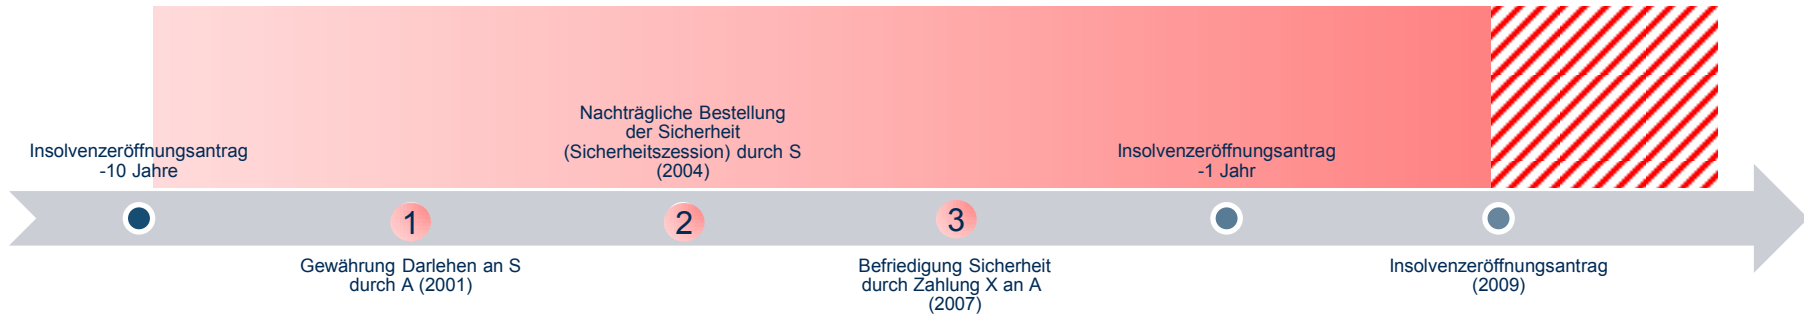 Insolvenzeröffnungsantrag
-10 Jahre
1
Gewährung Darlehen an S
durch A (2001)
Nachträgliche Bestellung
der Sicherheit
(Sicherheitszession) durch S
(2004)
2
3
Befriedigung Sicherheit
durch Zahlung X an A
(2007)
Insolvenzeröffnungsantrag
-1 Jahr
Insolvenzeröffnungsantrag
(2009)